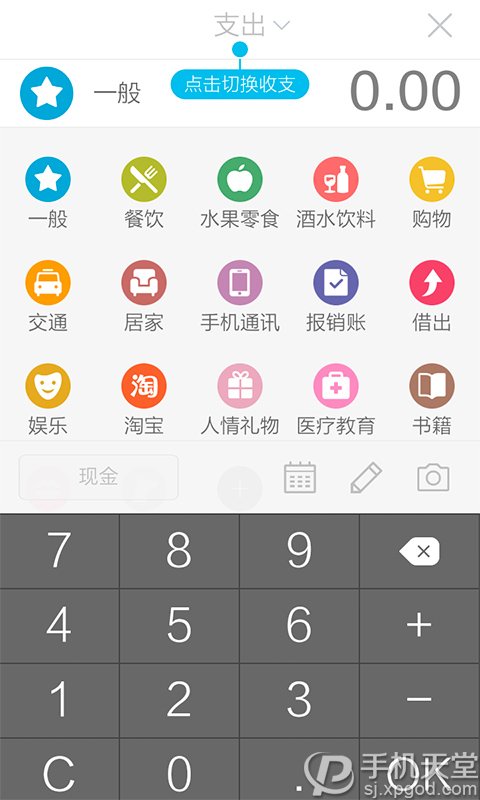 支出
点击切换收支
一般
0.00
一般 餐饮 水果零食 酒水饮料 购物
交通 居家 手机通讯 报销账 借出
淘
娱乐 淘宝 人情礼物 医疗教育 书籍
现金
7 8 9
4 5 6 +
1 2 3 −
C 0 . OK
手机天堂
sj.xpgod.com